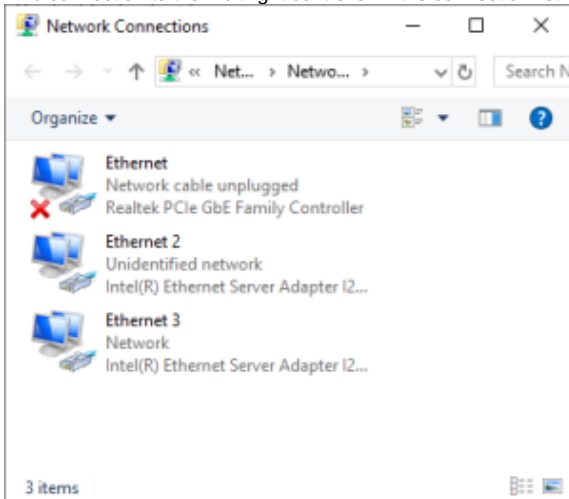 Network Connections
« Net... > Netwo... >
Search N
Organize
Ethernet
Network cable unplugged
Realtek PCIe GbE Family Controller
Ethernet 2
Unidentified network
Intel(R) Ethernet Server Adapter I2...
Ethernet 3
Network
Intel(R) Ethernet Server Adapter I2...
3 items